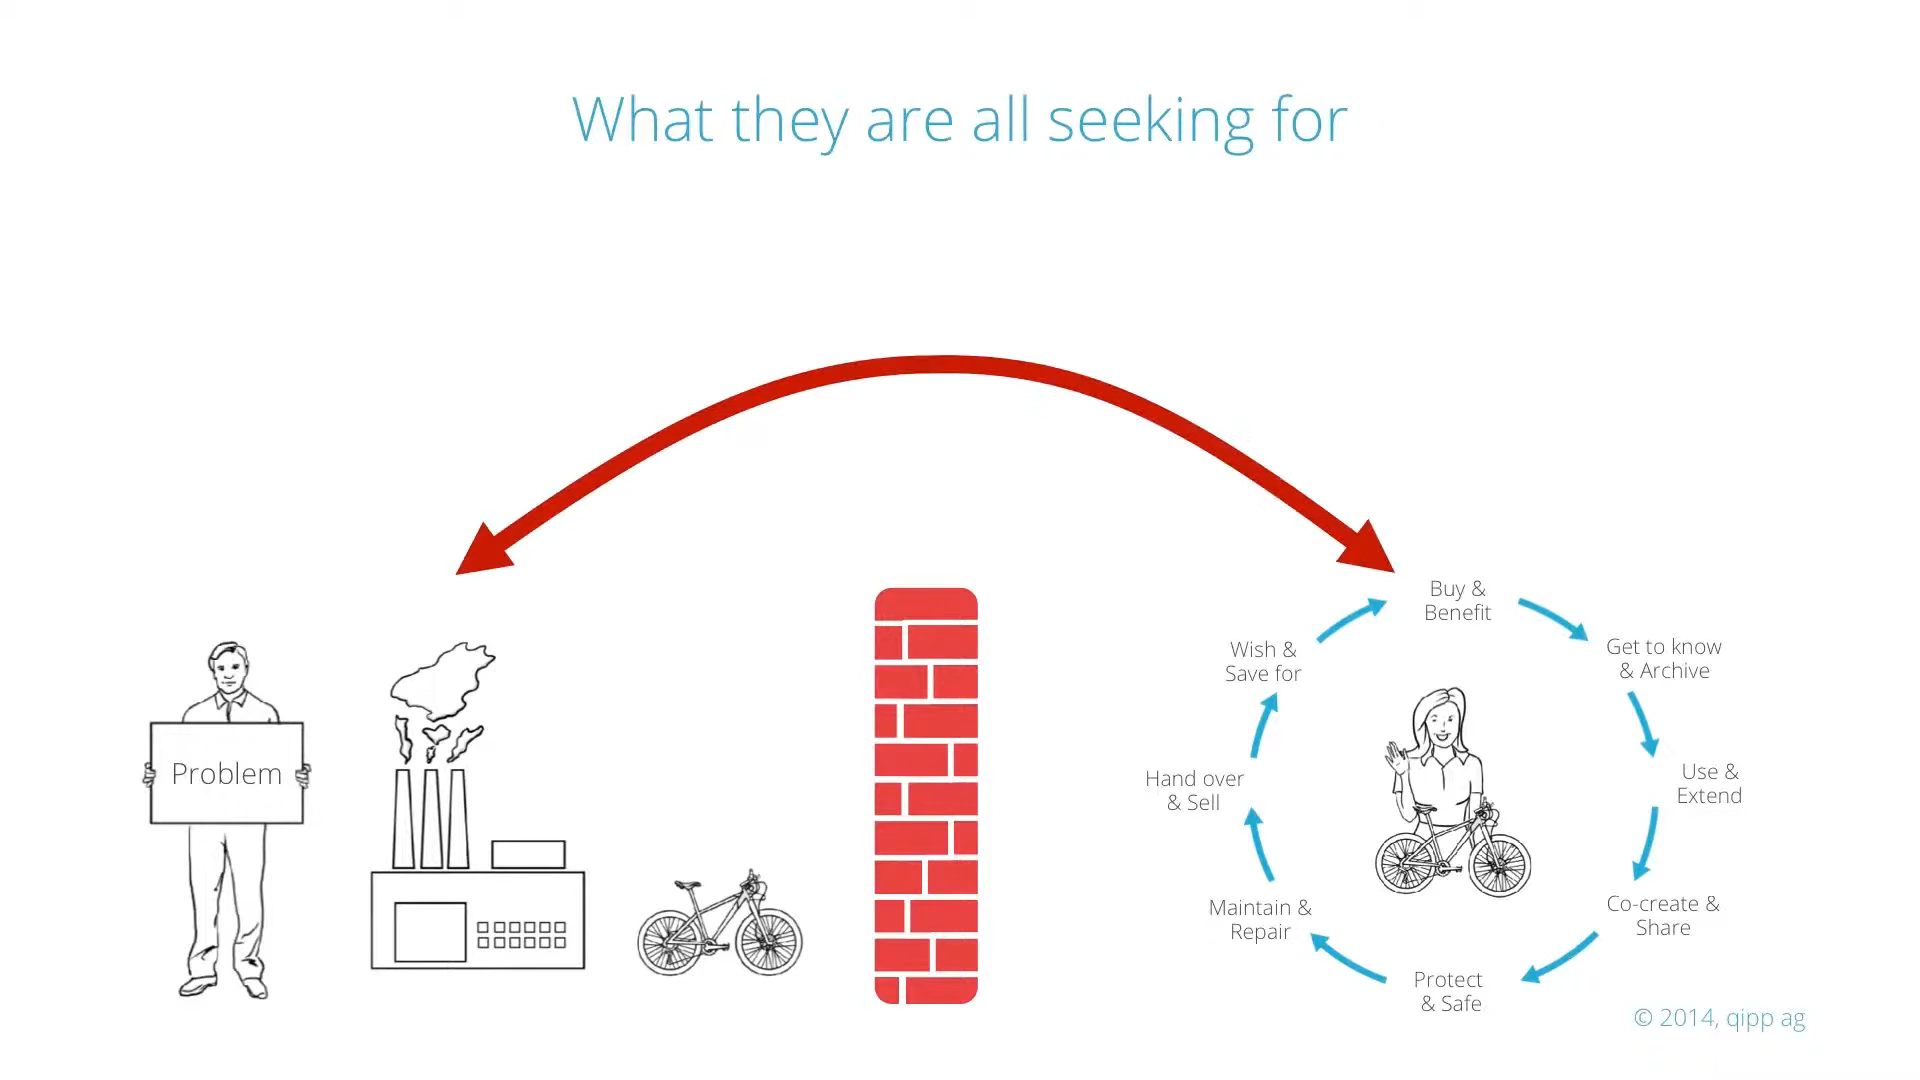 What they are all seeking for
Problem
Buy &
Benefit
Get to know
& Archive
Use &
Extend
Co-create &
Share
Protect
& Safe
Maintain &
Repair
Hand over
& Sell
Wish &
Save for
© 2014, qipp ag